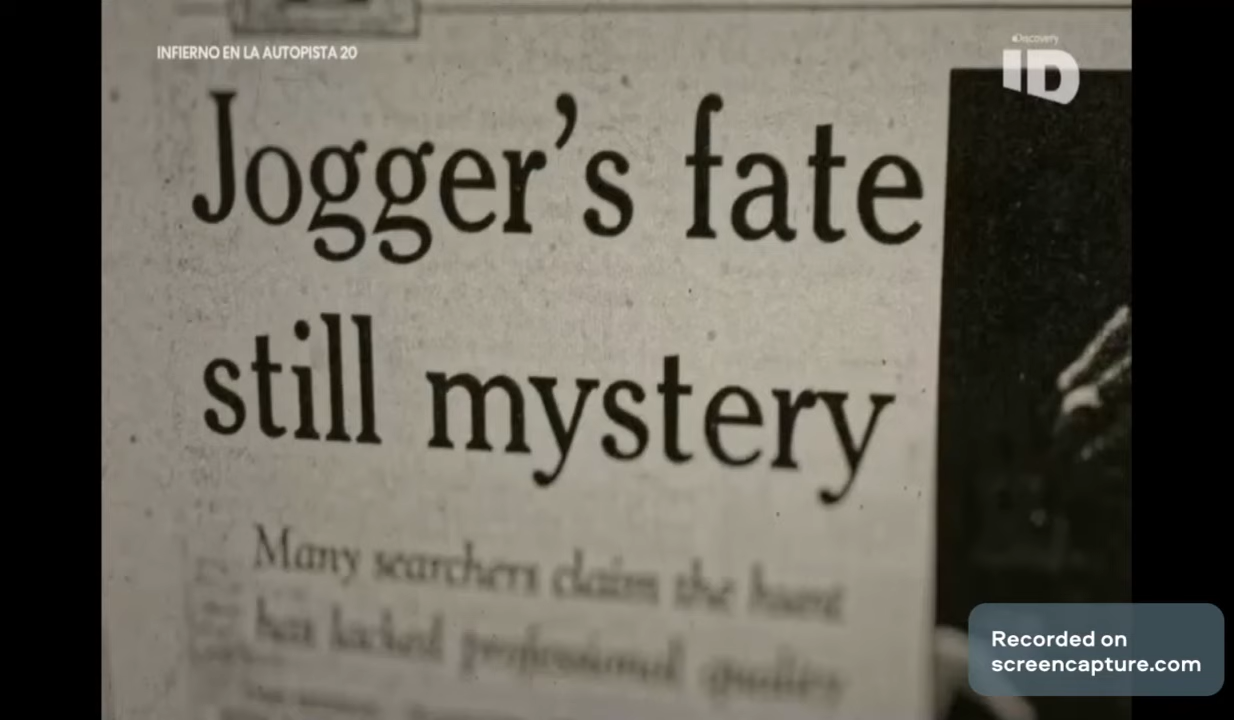 INFIERNO EN LA AUTOPISTA 20
Discovery
ID
Jogger's fate
still mystery
Many searchers claim the hunt
has lacked professional quality
Recorded on
screencapture.com